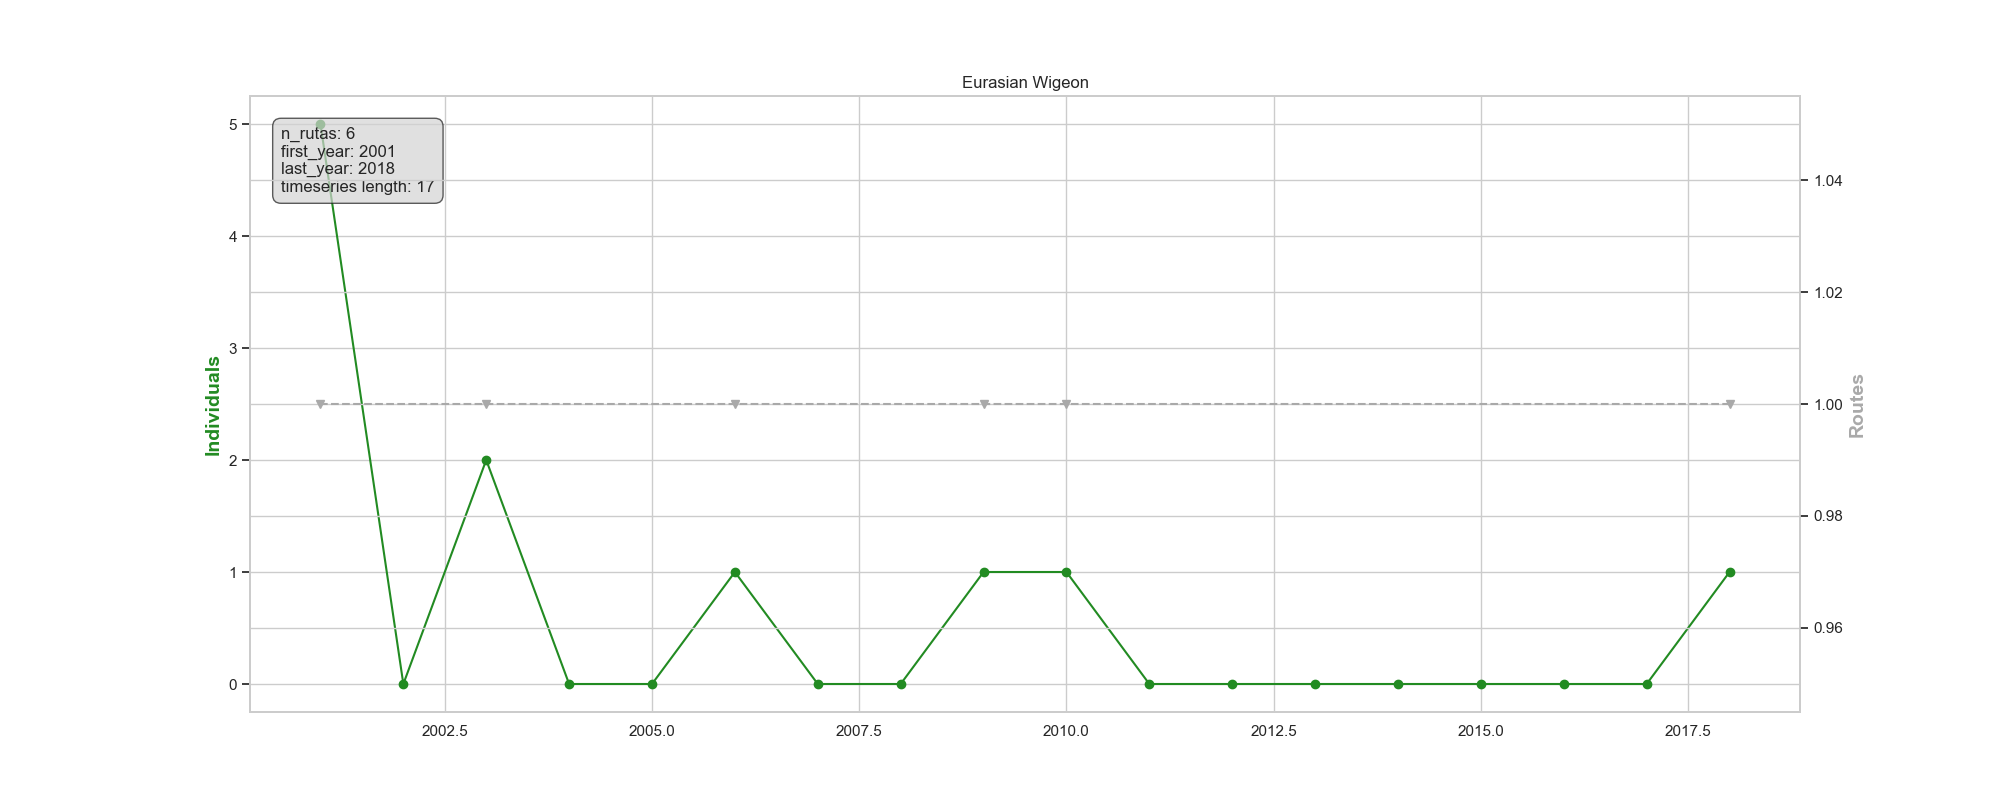 Eurasian Wigeon
n_rutas: 6
first_year: 2001
last_year: 2018
timeseries length: 17
5
4
3
2
1
0
Individuals
1.04
1.02
1.00
0.98
0.96
Routes
2002.5
2005.0
2007.5
2010.0
2012.5
2015.0
2017.5